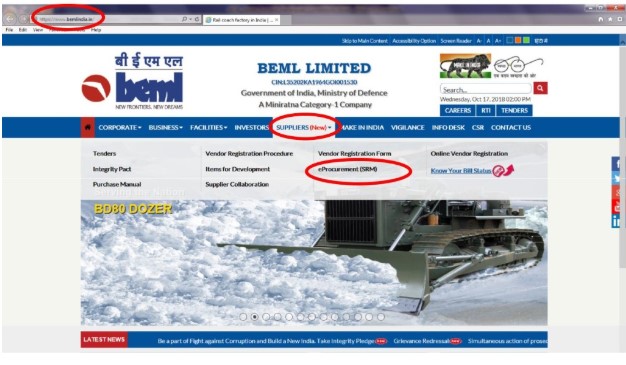 https://www.bemlindia.in
Rail coach factory in India | ...
File Edit View Help
Skip to Main Content Accessibility Option Screen Reader A- A A+ हिंदी में
बी ई एम एल
beml
NEW FRONTIERS. NEW DREAMS
BEML LIMITED
CIN:L35202KA1964GOI001530
Government of India, Ministry of Defence
A Miniratna Category-1 Company
MAKE IN INDIA
एक कदम स्वच्छता की ओर
Search...
Wednesday, Oct 17, 2018 02:00 PM
CAREERS RTI TENDERS
CORPORATE BUSINESS FACILITIES INVESTORS SUPPLIERS (New) MAKE IN INDIA VIGILANCE INFO DESK CSR CONTACT US
Tenders Vendor Registration Procedure Vendor Registration Form Online Vendor Registration
Integrity Pact Items for Development eProcurement (SRM) Know Your Bill Status
Purchase Manual Supplier Collaboration
BD80 DOZER
LATEST NEWS Be a part of Fight against Corruption and Build a New India. Take Integrity Pledge Grievance Redressal Simultaneous action of prosec